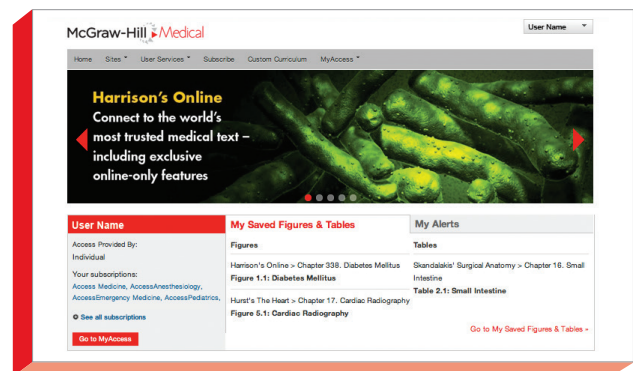 McGraw-Hill Medical
User Name
Home Sites User Services Subscribe Custom Curriculum MyAccess
Harrison's Online
Connect to the world's
most trusted medical text –
including exclusive
online-only features
User Name
Access Provided By:
Individual
Your subscriptions:
Access Medicine, AccessAnesthesiology,
AccessEmergency Medicine, AccessPediatrics,
See all subscriptions
Go to MyAccess
My Saved Figures & Tables
Figures
Harrison's Online > Chapter 338. Diabetes Mellitus
Figure 1.1: Diabetes Mellitus
Hurst's The Heart > Chapter 17. Cardiac Radiography
Figure 5.1: Cardiac Radiography
My Alerts
Tables
Skandalakis' Surgical Anatomy > Chapter 16. Small
Intestine
Table 2.1: Small Intestine
Go to My Saved Figures & Tables »